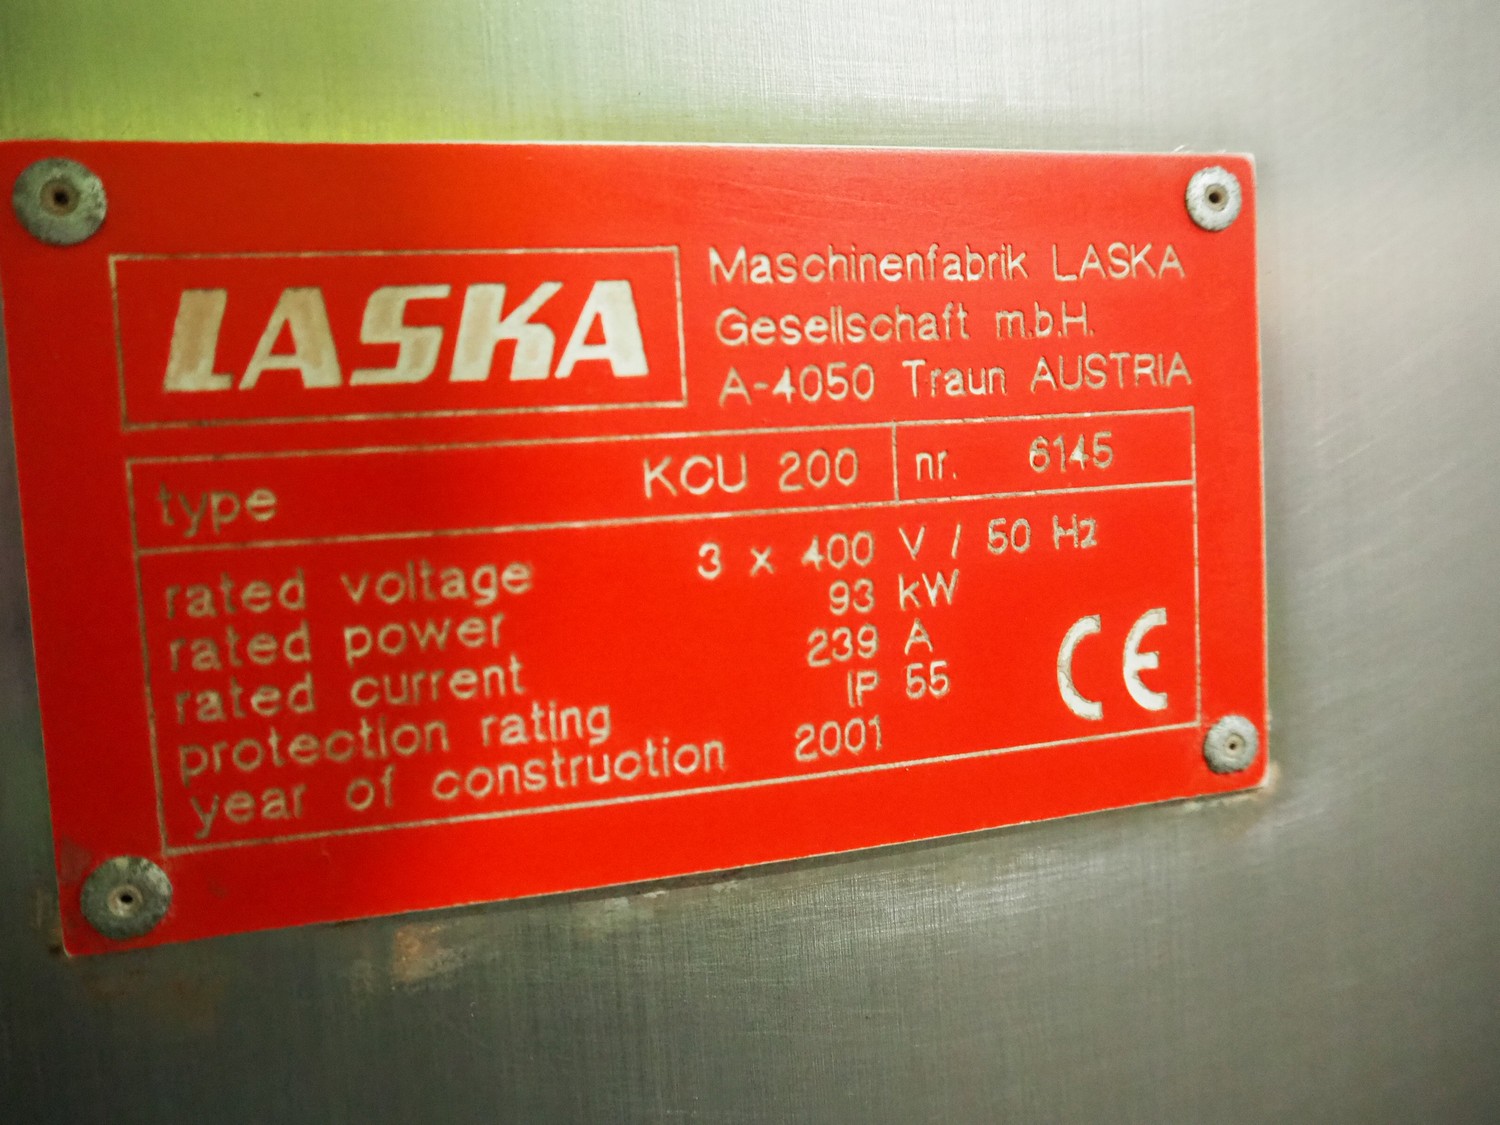 LASKA
Maschinenfabrik LASKA
Gesellschaft m.b.H.
A-4050 Traun AUSTRIA
type KCU 200 nr. 6145
rated voltage 3 x 400 V / 50 Hz
rated power 93 kW
rated current 239 A
protection rating IP 55
year of construction 2001
CE